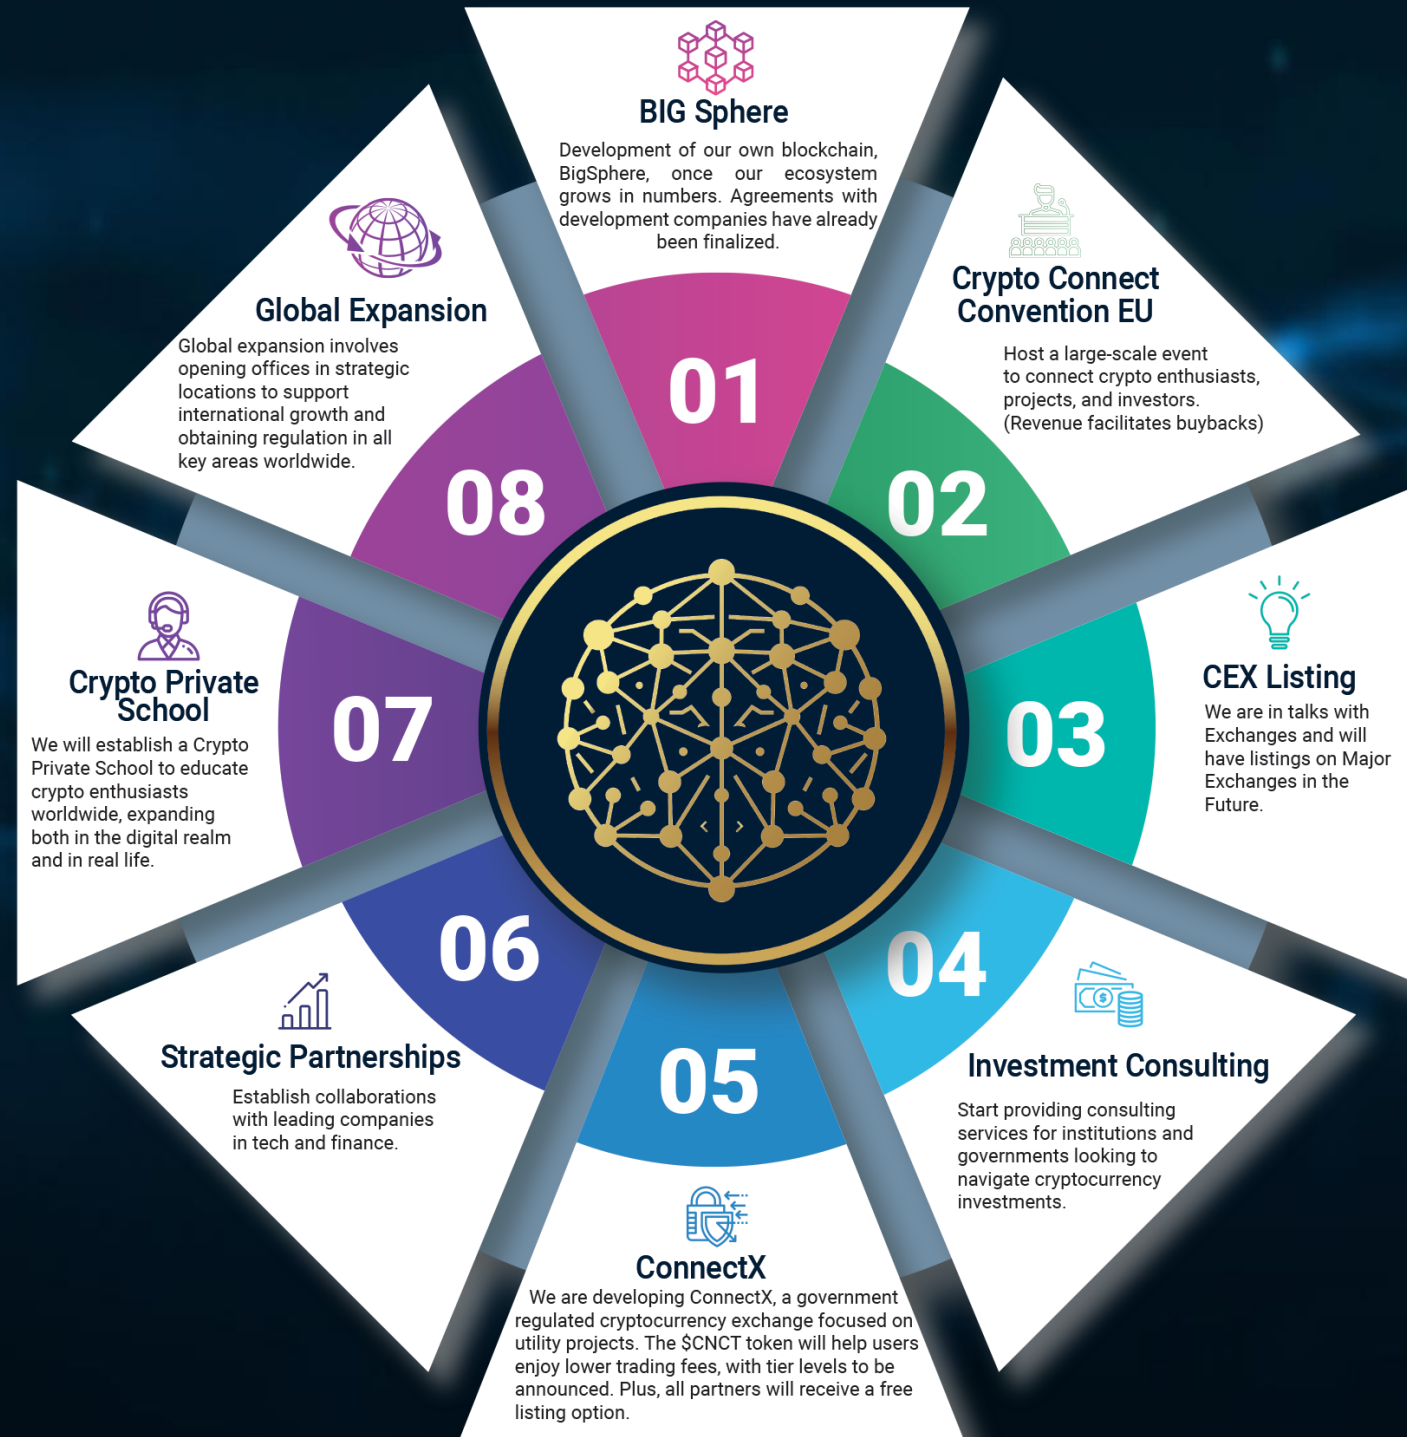 BIG Sphere
Development of our own blockchain,
BigSphere, once our ecosystem
grows in numbers. Agreements with
development companies have already
been finalized.
01
Crypto Connect
Convention EU
Host a large-scale event
to connect crypto enthusiasts,
projects, and investors.
(Revenue facilitates buybacks)
02
CEX Listing
We are in talks with
Exchanges and will
have listings on Major
Exchanges in the
Future.
03
04
$
Investment Consulting
Start providing consulting
services for institutions and
governments looking to
navigate cryptocurrency
investments.
05
ConnectX
We are developing ConnectX, a government
regulated cryptocurrency exchange focused on
utility projects. The $CNCT token will help users
enjoy lower trading fees, with tier levels to be
announced. Plus, all partners will receive a free
listing option.
06
Strategic Partnerships
Establish collaborations
with leading companies
in tech and finance.
07
Crypto Private
School
We will establish a Crypto
Private School to educate
crypto enthusiasts
worldwide, expanding
both in the digital realm
and in real life.
08
Global Expansion
Global expansion involves
opening offices in strategic
locations to support
international growth and
obtaining regulation in all
key areas worldwide.